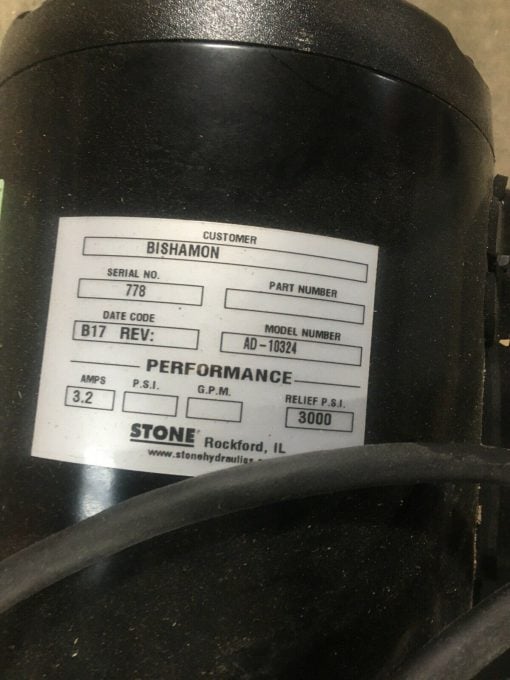 CUSTOMER
BISHAMON
SERIAL NO.
778
PART NUMBER
DATE CODE
B17 REV:
MODEL NUMBER
AD-10324
PERFORMANCE
AMPS
3.2
P.S.I.
G.P.M.
RELIEF P.S.I.
3000
STONE® Rockford, IL